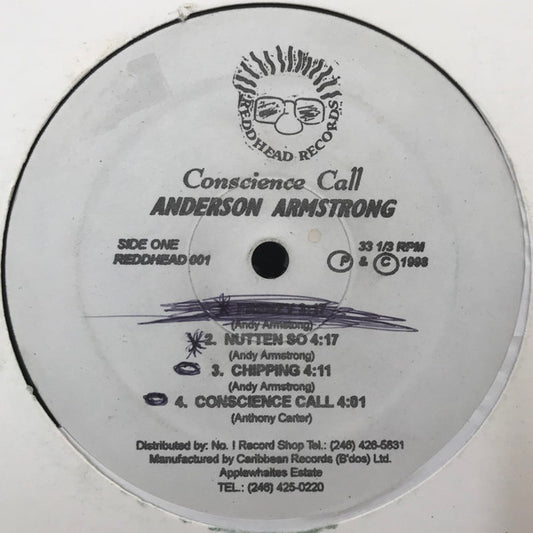 REDDHEAD RECORDS
Conscience Call
ANDERSON ARMSTRONG
SIDE ONE 33 1/3 RPM
REDDHEAD 001 P & C 1998
(Andy Armstong)
2. NUTTEN SO 4:17
(Andy Armstrong)
3. CHIPPING 4:11
(Andy Armstrong)
4. CONSCIENCE CALL 4:01
(Anthony Carter)
Distributed by: No. 1 Record Shop Tel.: (246) 426-5631
Manufactured by Caribbean Records (B'dos) Ltd.
Applewhaites Estate
TEL.: (246) 425-0220